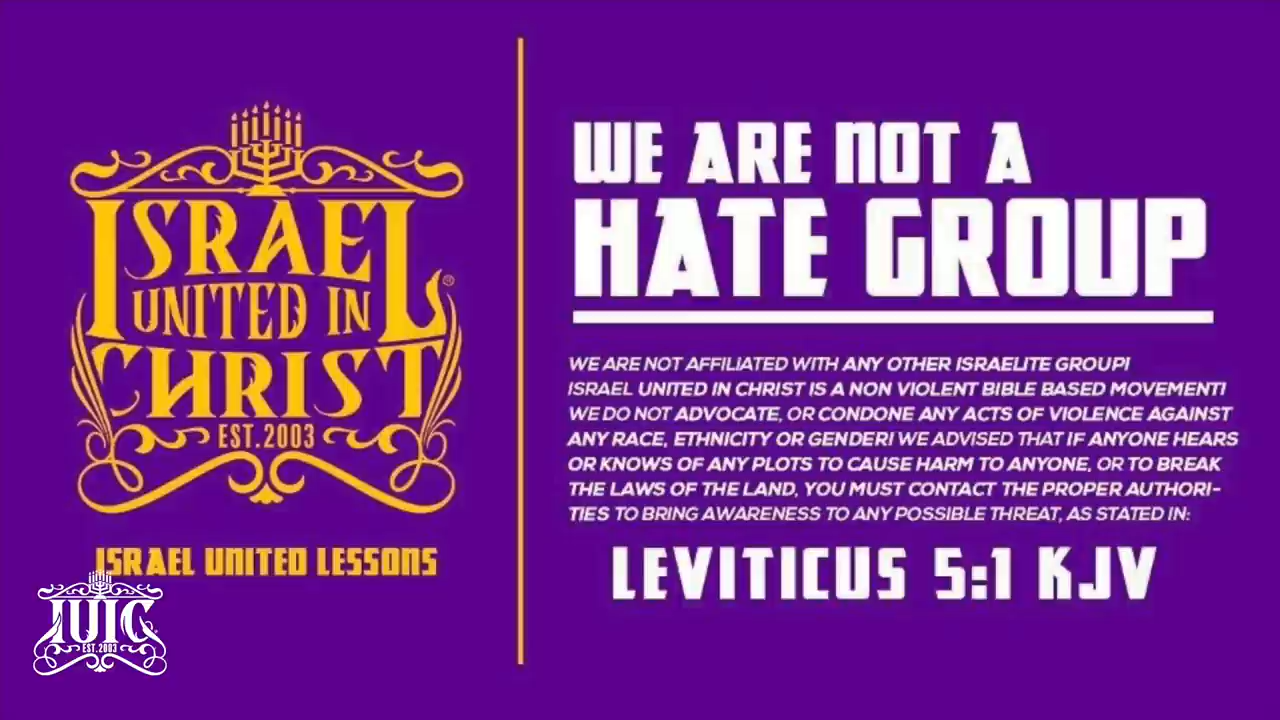 ISRAEL
UNITED IN
CHRIST
EST. 2003
®
ISRAEL UNITED LESSONS
IUIC
EST. 2003
WE ARE NOT A
HATE GROUP
WE ARE NOT AFFILIATED WITH ANY OTHER ISRAELITE GROUP!
ISRAEL UNITED IN CHRIST IS A NON VIOLENT BIBLE BASED MOVEMENT!
WE DO NOT ADVOCATE, OR CONDONE ANY ACTS OF VIOLENCE AGAINST
ANY RACE, ETHNICITY OR GENDER! WE ADVISED THAT IF ANYONE HEARS
OR KNOWS OF ANY PLOTS TO CAUSE HARM TO ANYONE, OR TO BREAK
THE LAWS OF THE LAND, YOU MUST CONTACT THE PROPER AUTHORI-
TIES TO BRING AWARENESS TO ANY POSSIBLE THREAT, AS STATED IN:
LEVITICUS 5:1 KJV